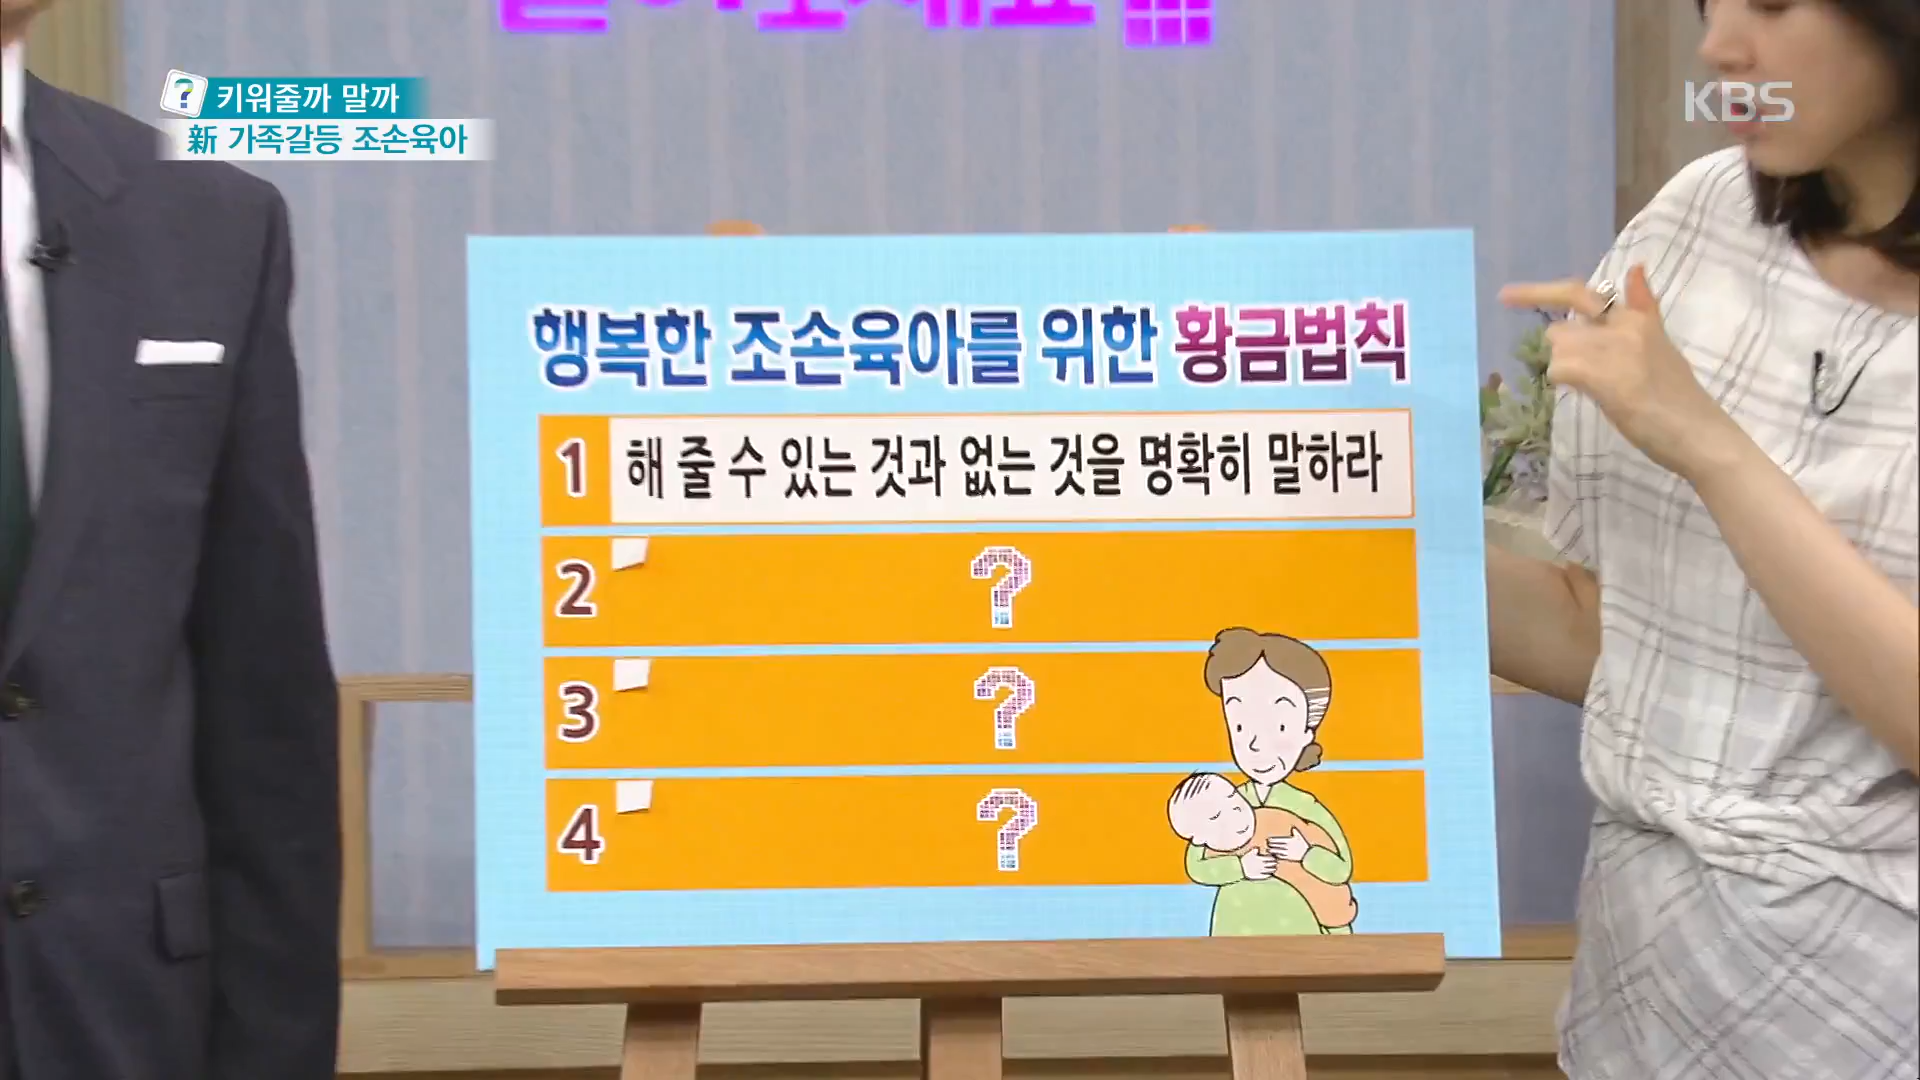 ? 키워줄까 말까
新 가족갈등 조손육아
KBS
행복한 조손육아를 위한 황금법칙
1 해 줄 수 있는 것과 없는 것을 명확히 말하라
2 ?
3 ?
4 ?